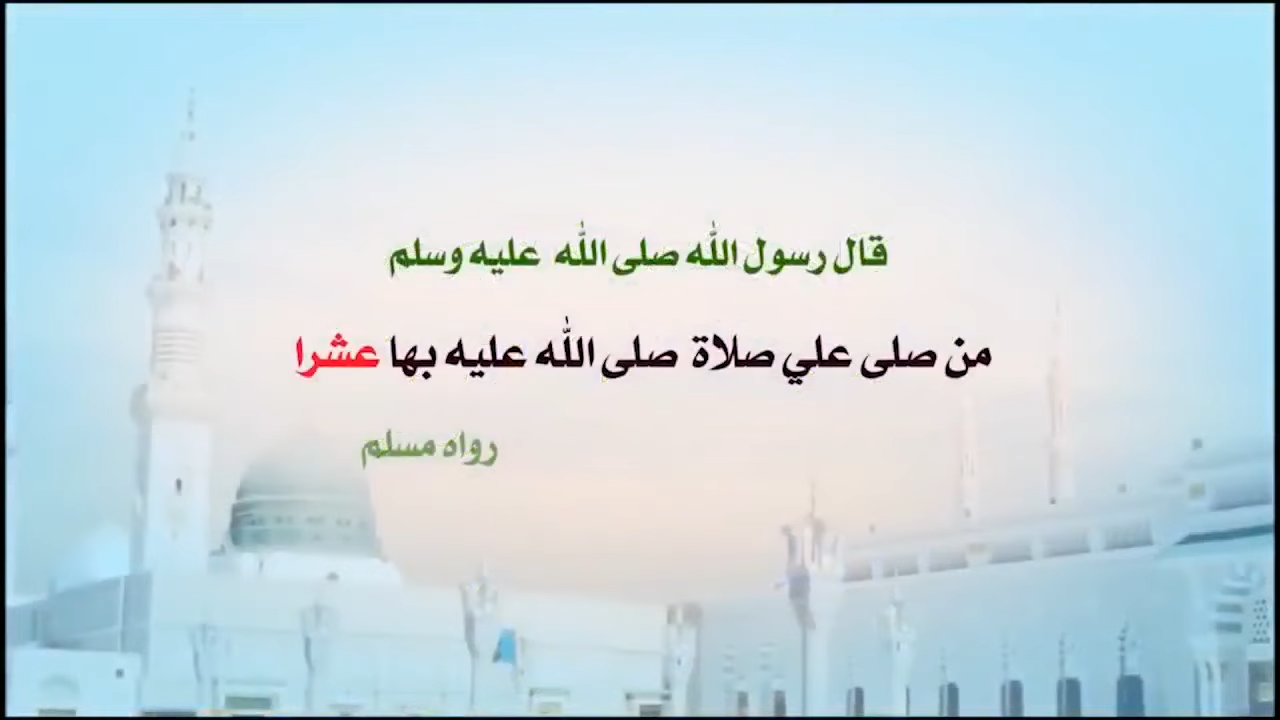 قال رسول الله صلى الله عليه وسلم
من صلى علي صلاة صلى الله عليه بها عشرا
رواه مسلم